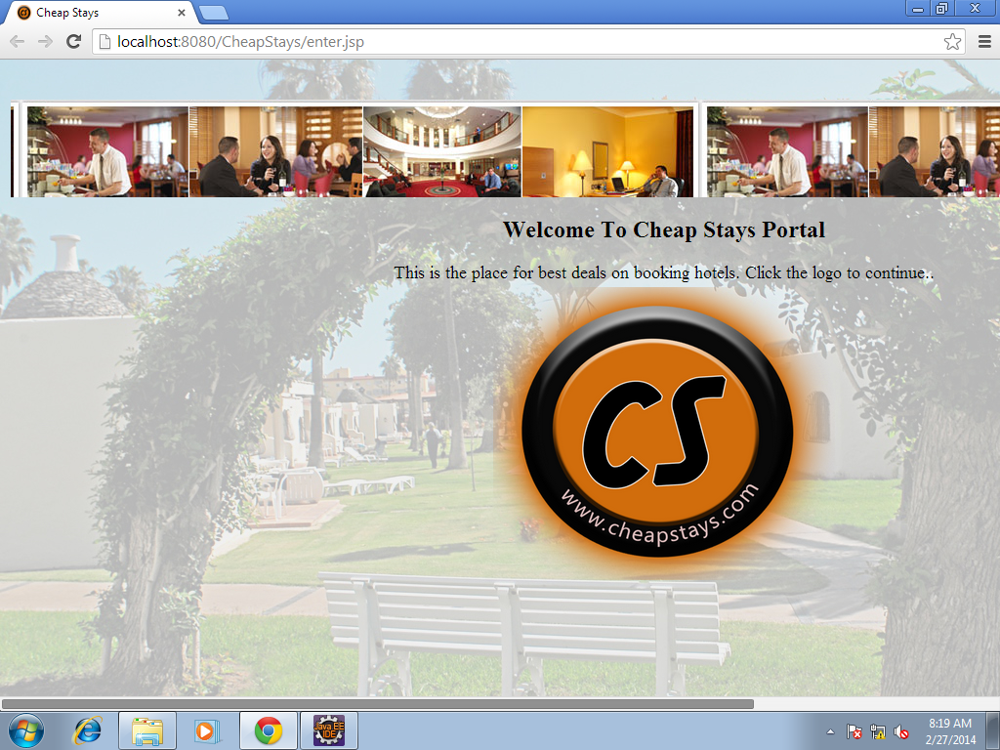 Cheap Stays
localhost:8080/CheapStays/enter.jsp
Welcome To Cheap Stays Portal
This is the place for best deals on booking hotels. Click the logo to continue..
CS
www.cheapstays.com
Java EE
IDE
8:19 AM
2/27/2014